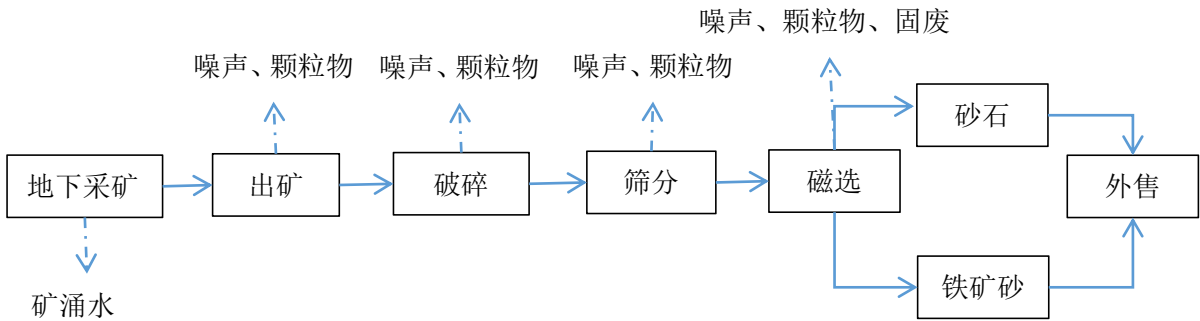 噪声、颗粒物、固废
噪声、颗粒物
噪声、颗粒物
噪声、颗粒物
砂石
地下采矿
出矿
破碎
筛分
磁选
外售
铁矿砂
矿涌水